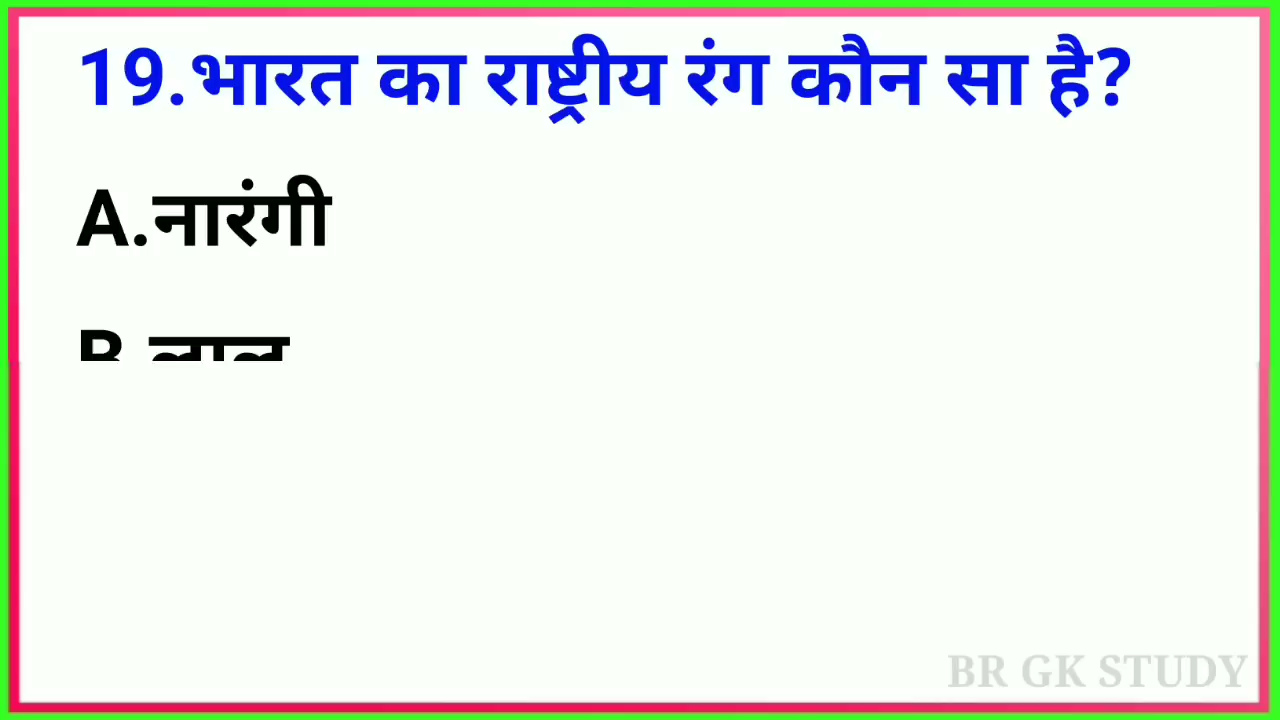 19.भारत का राष्ट्रीय रंग कौन सा है?
A.नारंगी
B.लाल
BR GK STUDY